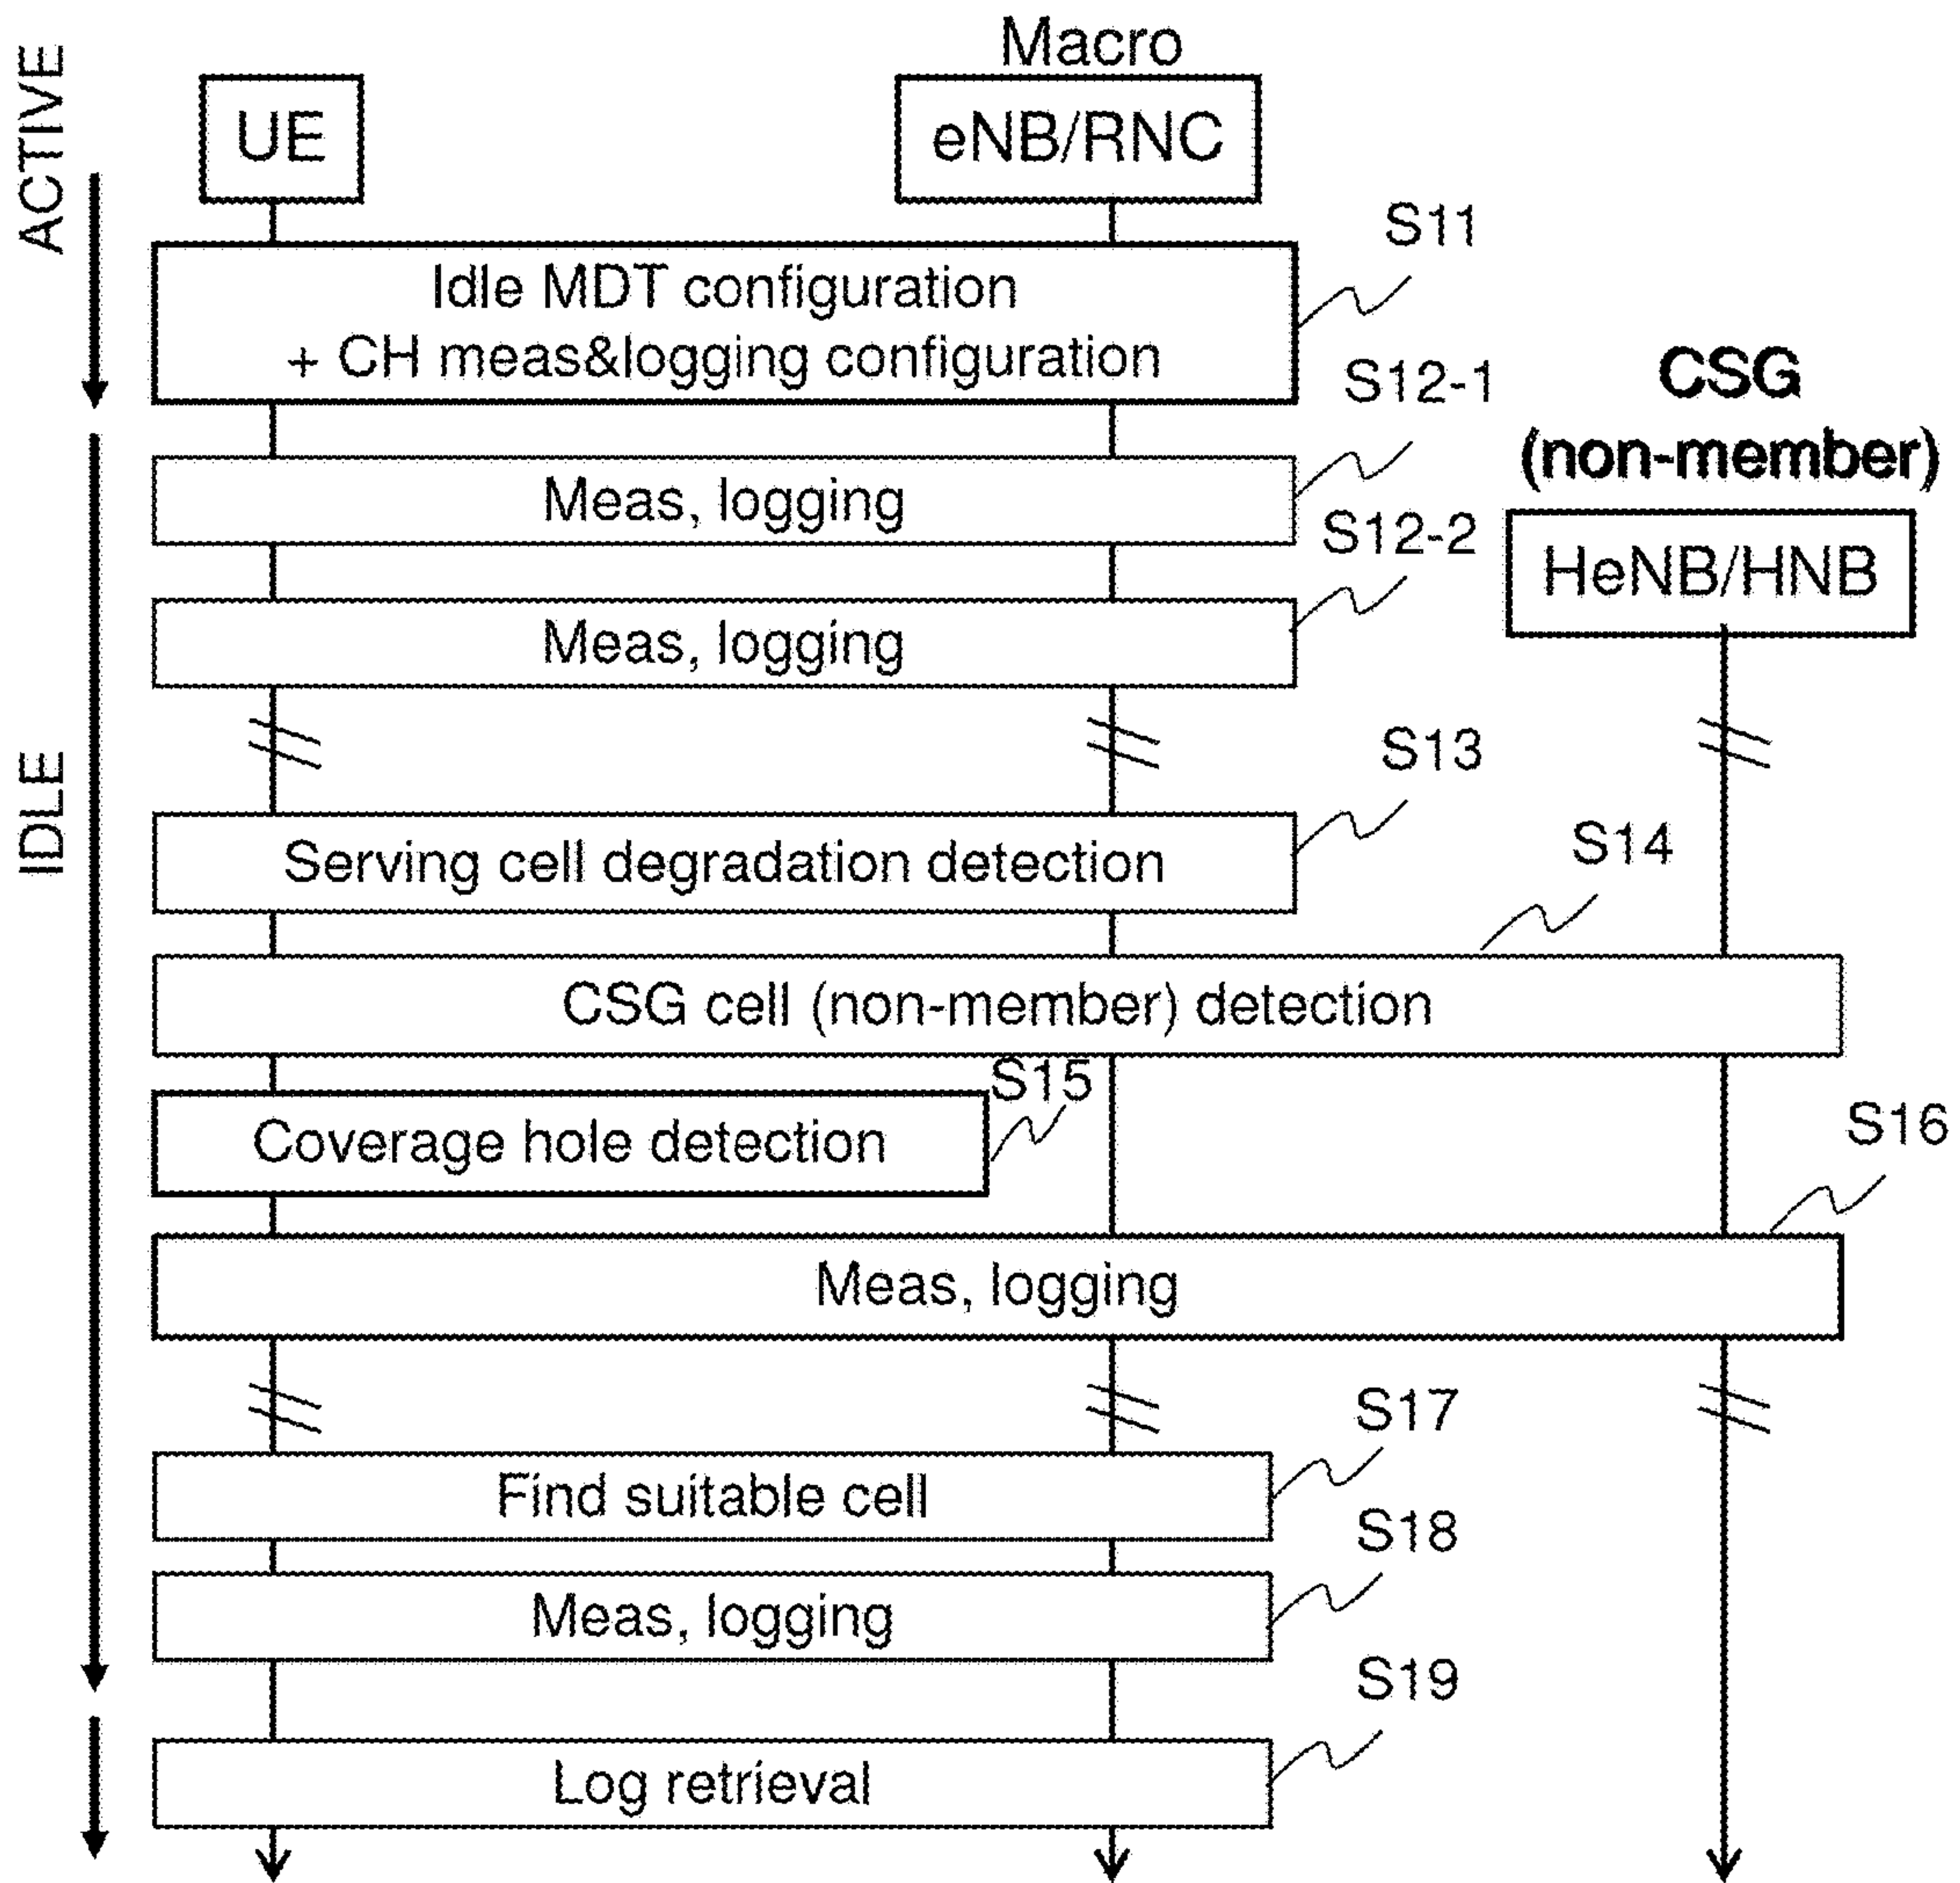 Macro
ACTIVE
UE
eNB/RNC
S11
Idle MDT configuration
+ CH meas&logging configuration
S12-1
CSG
(non-member)
Meas, logging
S12-2
HeNB/HNB
Meas, logging
IDLE
S13
Serving cell degradation detection
S14
CSG cell (non-member) detection
S15
Coverage hole detection
S16
Meas, logging
S17
Find suitable cell
S18
Meas, logging
S19
Log retrieval